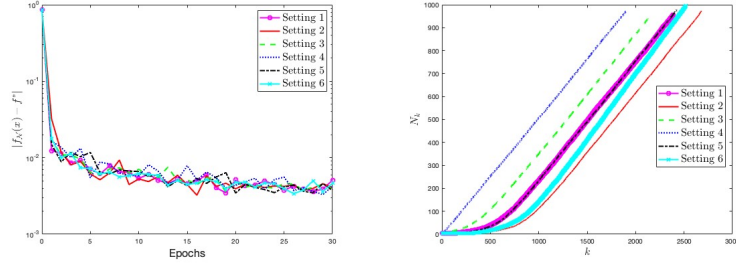 10⁰
10⁻¹
10⁻²
10⁻³
|f_𝒩(x) − f*|
0 5 10 15 20 25 30
Epochs
Setting 1
Setting 2
Setting 3
Setting 4
Setting 5
Setting 6
1000
900
800
700
600
500
400
300
200
100
0
N_k
0 500 1000 1500 2000 2500 3000
k
Setting 1
Setting 2
Setting 3
Setting 4
Setting 5
Setting 6